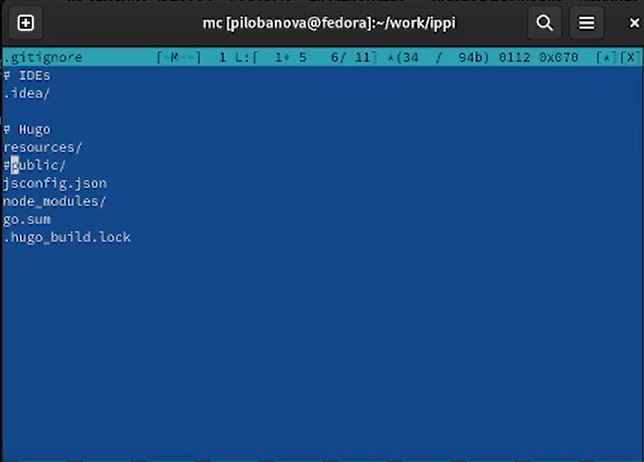 mc [pilobanova@fedora]:~/work/ippi
.gitignore [-M--] 1 L:[ 1+ 5 6/ 11] *(34 / 94b) 0112 0x070 [*][X]
# IDEs
.idea/
# Hugo
resources/
#public/
jsconfig.json
node_modules/
go.sum
.hugo_build.lock